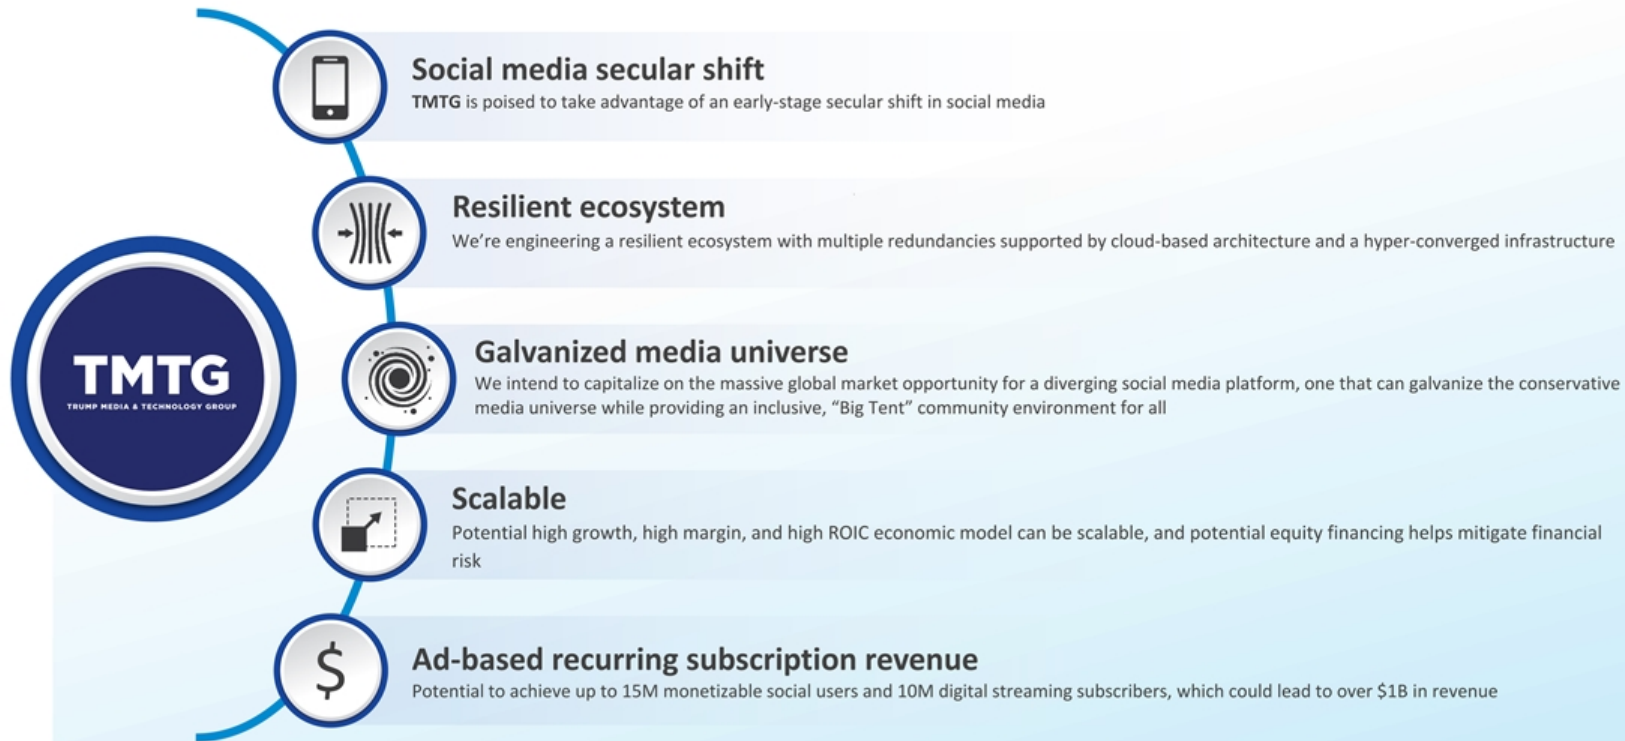 Social media secular shift
TMTG is poised to take advantage of an early-stage secular shift in social media
Resilient ecosystem
We’re engineering a resilient ecosystem with multiple redundancies supported by cloud-based architecture and a hyper-converged infrastructure
TMTG
TRUMP MEDIA & TECHNOLOGY GROUP
Galvanized media universe
We intend to capitalize on the massive global market opportunity for a diverging social media platform, one that can galvanize the conservative
media universe while providing an inclusive, “Big Tent” community environment for all
Scalable
Potential high growth, high margin, and high ROIC economic model can be scalable, and potential equity financing helps mitigate financial
risk
$
Ad-based recurring subscription revenue
Potential to achieve up to 15M monetizable social users and 10M digital streaming subscribers, which could lead to over $1B in revenue